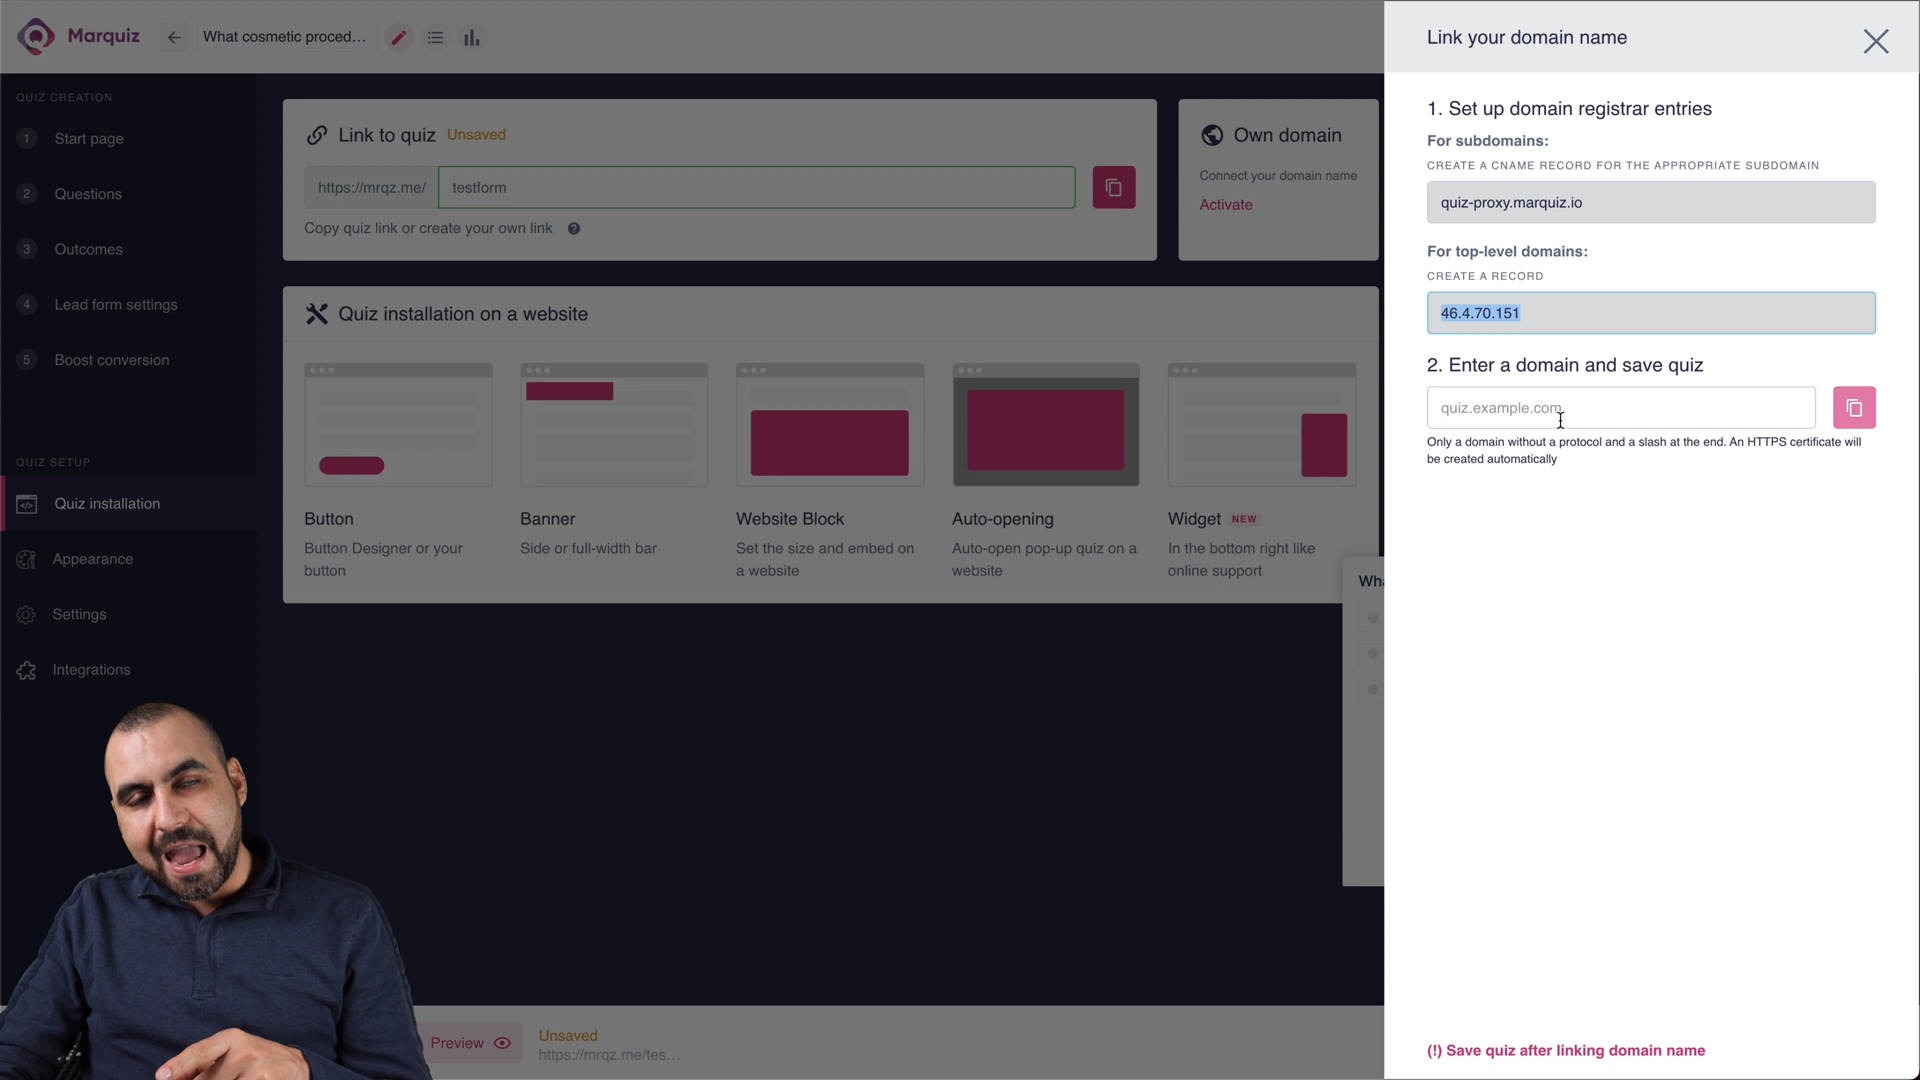 Marquiz
What cosmetic proced...
QUIZ CREATION
1 Start page
2 Questions
3 Outcomes
4 Lead form settings
5 Boost conversion
QUIZ SETUP
Quiz installation
Appearance
Settings
Integrations
Link to quiz Unsaved
https://mrqz.me/ testform
Copy quiz link or create your own link ?
Own domain
Connect your domain name
Activate
Quiz installation on a website
Button
Button Designer or your
button
Banner
Side or full-width bar
Website Block
Set the size and embed on
a website
Auto-opening
Auto-open pop-up quiz on a
website
Widget NEW
In the bottom right like
online support
Wha
Preview
Unsaved
https://mrqz.me/tes...
Link your domain name
1. Set up domain registrar entries
For subdomains:
CREATE A CNAME RECORD FOR THE APPROPRIATE SUBDOMAIN
quiz-proxy.marquiz.io
For top-level domains:
CREATE A RECORD
46.4.70.151
2. Enter a domain and save quiz
quiz.example.com
Only a domain without a protocol and a slash at the end. An HTTPS certificate will
be created automatically
(!) Save quiz after linking domain name